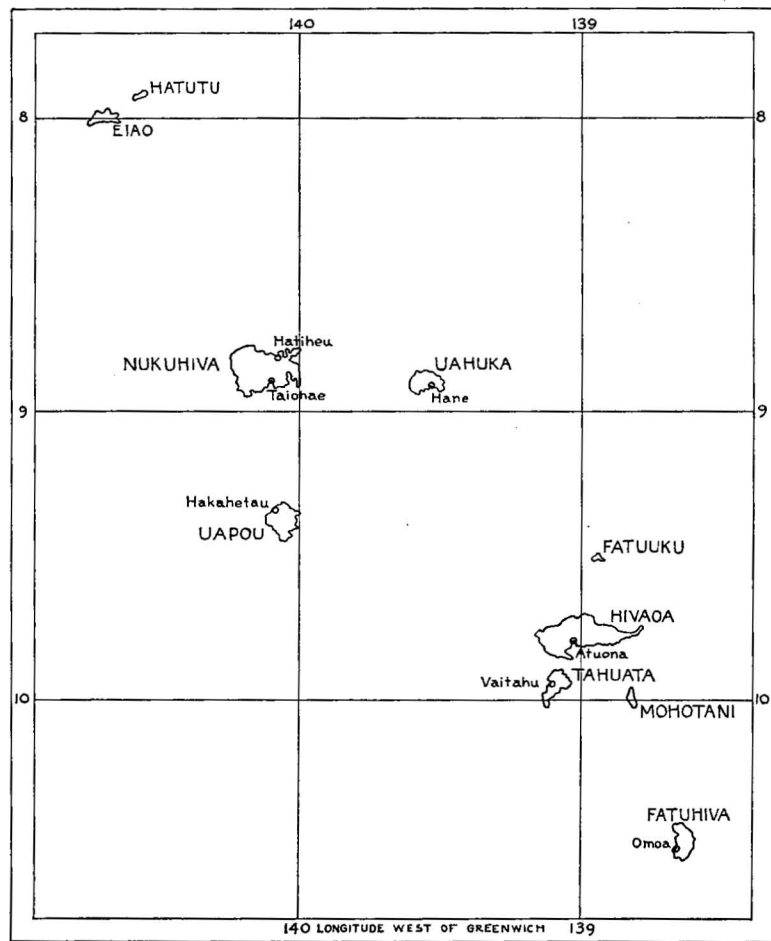 140 139
HATUTU
8 8
EIAO
Hatiheu
NUKUHIVA UAHUKA
Taiohae Hane
9 9
Hakahetau
UAPOU
FATUUKU
HIVAOA
Atuona
Vaitahu TAHUATA
10 10
MOHOTANI
FATUHIVA
Omoa
140 LONGITUDE WEST OF GREENWICH 139